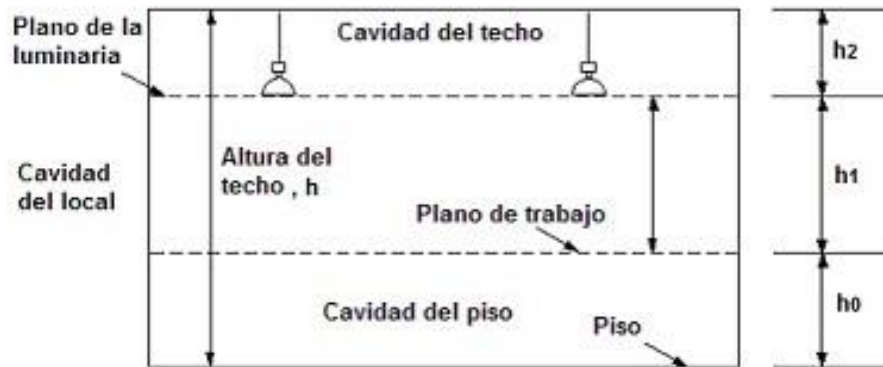 Plano de la
luminaria
Cavidad del techo
h2
Cavidad
del local
Altura del
techo , h
h1
Plano de trabajo
Cavidad del piso
Piso
h0